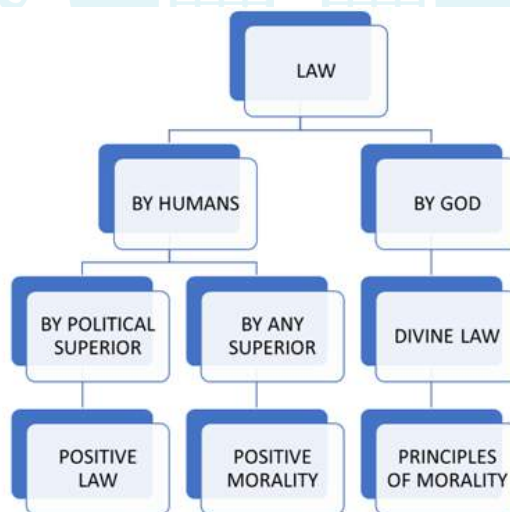 LAW
BY HUMANS
BY GOD
BY POLITICAL
SUPERIOR
BY ANY
SUPERIOR
DIVINE LAW
POSITIVE
LAW
POSITIVE
MORALITY
PRINCIPLES
OF MORALITY